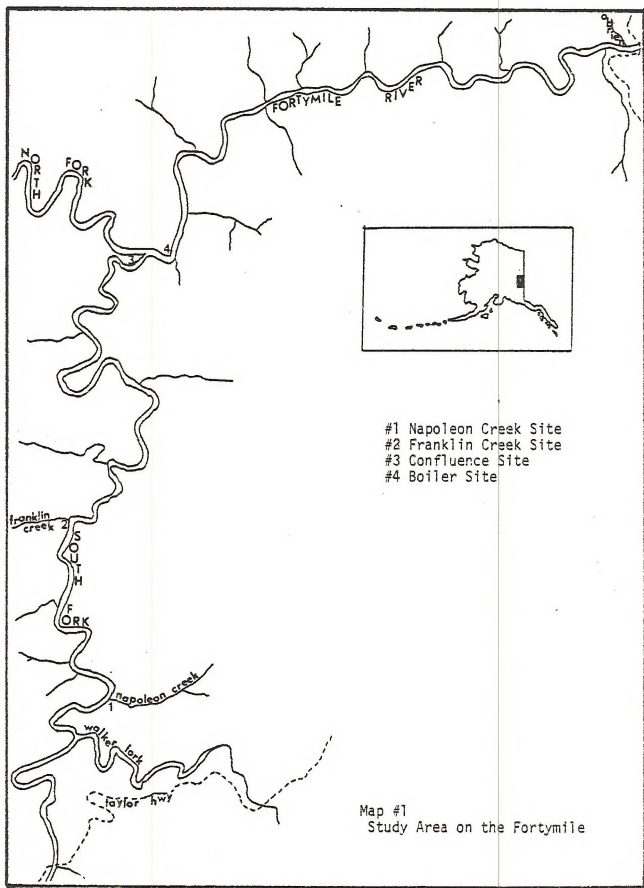 o'brien
FORTYMILE RIVER
NORTH FORK
4
3
#1 Napoleon Creek Site
#2 Franklin Creek Site
#3 Confluence Site
#4 Boiler Site
franklin creek
2
SOUTH FORK
napoleon creek
1
walker fork
taylor hwy
Map #1
Study Area on the Fortymile